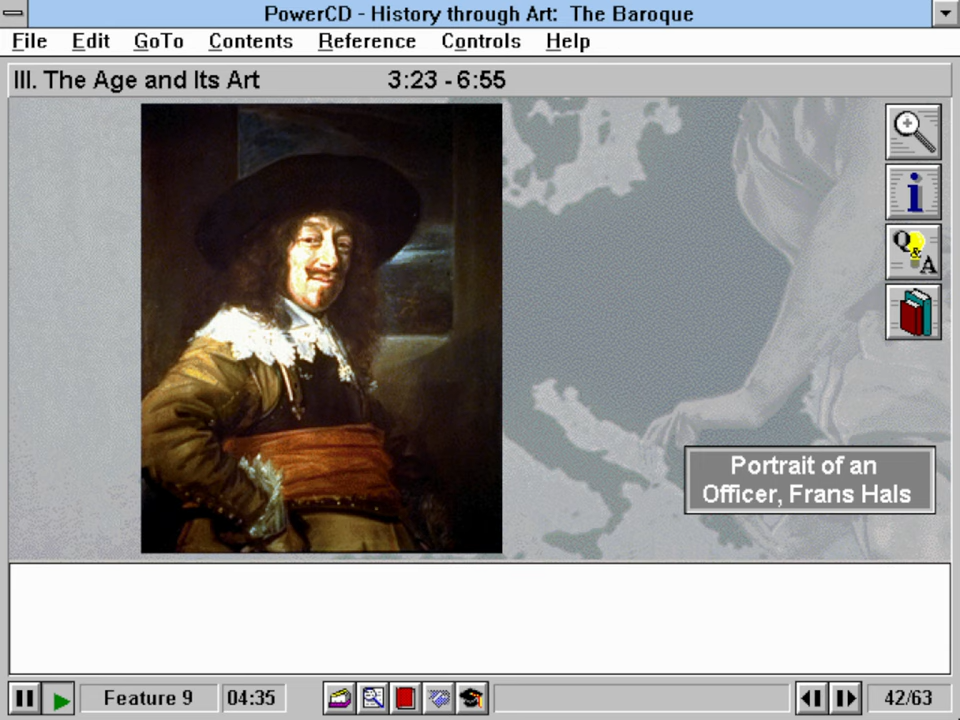 PowerCD - History through Art: The Baroque
File Edit GoTo Contents Reference Controls Help
III. The Age and Its Art 3:23 - 6:55
Q & A
Portrait of an
Officer, Frans Hals
Feature 9 04:35 42/63